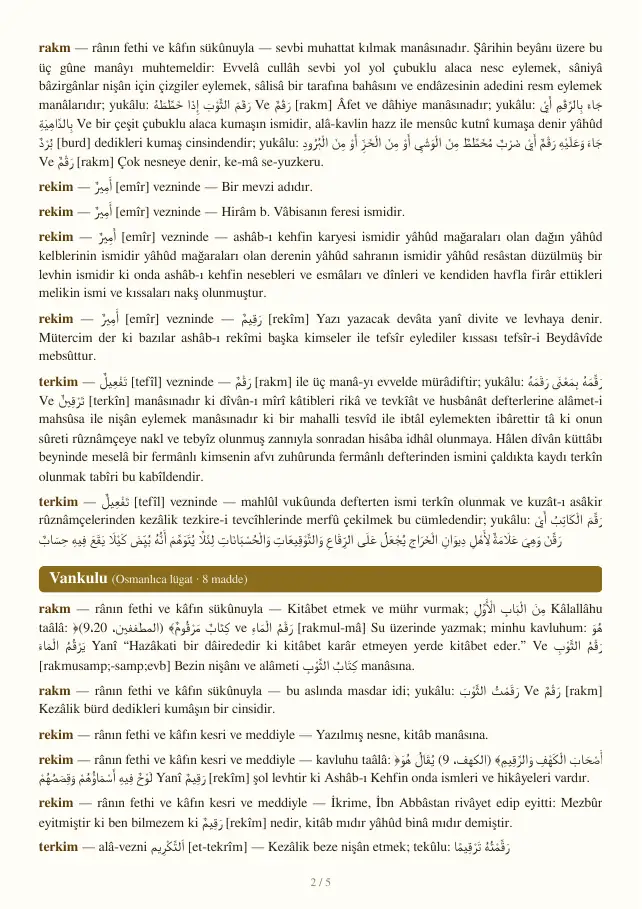 rakm — rânın fethi ve kâfın sükûnuyla — sevbi muhattat kılmak manâsınadır. Şârihin beyânı üzere bu
üç gûne manâyı muhtemeldir: Evvelâ cullâh sevbi yol yol çubuklu alaca nesc eylemek, sâniyâ
bâzirgânlar nişân için çizgiler eylemek, sâlisâ bir tarafına bahâsını ve endâzesinin adedini resm eylemek
manâlarıdır; yukâlu: رَقَمَ الثَّوْبَ إِذَا خَطَّطَهُ Ve رَقْمٌ [rakm] Âfet ve dâhiye manâsınadır; yukâlu: جَاء بِالرَّقِمِ أَيْ
بِالدَّاهِيَةِ Ve bir çeşit çubuklu alaca kumaşın ismidir, alâ-kavlin hazz ile mensûc kutnî kumaşa denir yâhûd
بُرْدٌ [burd] dedikleri kumaş cinsindendir; yukâlu: جَاءَ وَعَلَيْهِ رَقْمٌ أَيْ ضَرْبٌ مُخَطَّطٌ مِنَ الْوَشْيِ أَوْ مِنَ الْخَزِّ أَوْ مِنَ الْبُرُودِ
Ve رَقْمٌ [rakm] Çok nesneye denir, ke-mâ se-yuzkeru.
rekim — أَمِيرٌ [emîr] vezninde — Bir mevzi adıdır.
rekim — أَمِيرٌ [emîr] vezninde — Hirâm b. Vâbisanın feresi ismidir.
rekim — أَمِيرٌ [emîr] vezninde — ashâb-ı kehfin karyesi ismidir yâhûd mağaraları olan dağın yâhûd
kelblerinin ismidir yâhûd mağaraları olan derenin yâhûd sahranın ismidir yâhûd resâstan düzülmüş bir
levhin ismidir ki onda ashâb-ı kehfin nesebleri ve esmâları ve dînleri ve kendiden havfla firâr ettikleri
melikin ismi ve kıssaları nakş olunmuştur.
rekim — أَمِيرٌ [emîr] vezninde — رَقِيمٌ [rekîm] Yazı yazacak devâta yanî divite ve levhaya denir.
Mütercim der ki bazılar ashâb-ı rekîmi başka kimseler ile tefsîr eylediler kıssası tefsîr-i Beydâvîde
mebsûttur.
terkim — تَفْعِيلٌ [tefîl] vezninde — رَقْمٌ [rakm] ile üç manâ-yı evvelde mürâdiftir; yukâlu: رَقَّمَهُ بِمَعْنَى رَقَمَهُ
Ve تَرْقِينٌ [terkîn] manâsınadır ki dîvân-ı mîrî kâtibleri rikâ ve tevkîât ve husbânât defterlerine alâmet-i
mahsûsa ile nişân eylemek manâsınadır ki bir mahalli tesvîd ile ibtâl eylemekten ibârettir tâ ki onun
sûreti rûznâmçeye nakl ve tebyîz olunmuş zannıyla sonradan hisâba idhâl olunmaya. Hâlen dîvân küttâbı
beyninde meselâ bir fermânlı kimsenin afvı zuhûrunda fermânlı defterinden ismini çaldıkta kaydı terkîn
olunmak tabîri bu kabîldendir.
terkim — تَفْعِيلٌ [tefîl] vezninde — mahlûl vukûunda defterten ismi terkîn olunmak ve kuzât-ı asâkir
rûznâmçelerinden kezâlik tezkire-i tevcîhlerinde merfû çekilmek bu cümledendir; yukâlu: رَقَّمَ الْكَاتِبُ أَيْ
رَقَّنَ وَهِيَ عَلَامَةٌ لِأَهْلِ دِيوَانِ الْخَرَاجِ يُجْعَلُ عَلَى الرِّقَاعِ وَالتَّوْقِيعَاتِ وَالْحُسْبَانَاتِ لِئَلَّا يُتَوَهَّمَ أَنَّهُ بُيِّضَ كَيْلَا يَقَعَ فِيهِ حِسَابٌ
Vankulu (Osmanlıca lügat · 8 madde)
rakm — rânın fethi ve kâfın sükûnuyla — Kitâbet etmek ve mühr vurmak; مِنَ الْبَابِ الْأَوَّلِ Kâlallâhu
taâlâ: ﴿كِتَابٌ مَرْقُومٌ﴾ (المطففين، 9،20) ve رَقْمُ الْمَاءِ [rakmul-mâ] Su üzerinde yazmak; minhu kavluhum: هُوَ
يَرْقُمُ الْمَاءَ Yanî “Hazâkati bir dâirededir ki kitâbet karâr etmeyen yerde kitâbet eder.” Ve رَقْمُ الثَّوْبِ
[rakmusamp;-samp;evb] Bezin nişânı ve alâmeti كِتَابُ الثَّوْبِ manâsına.
rakm — rânın fethi ve kâfın sükûnuyla — bu aslında masdar idi; yukâlu: رَقَمْتُ الثَّوْبَ Ve رَقْمٌ [rakm]
Kezâlik bürd dedikleri kumâşın bir cinsidir.
rekim — rânın fethi ve kâfın kesri ve meddiyle — Yazılmış nesne, kitâb manâsına.
rekim — rânın fethi ve kâfın kesri ve meddiyle — kavluhu taâlâ: ﴿أَصْحَابَ الْكَهْفِ وَالرَّقِيمِ﴾ (الكهف، 9) يُقَالُ هُوَ
لَوْحٌ فِيهِ أَسْمَاؤُهُمْ وَقِصَصُهُمْ Yanî رَقِيمٌ [rekîm] şol levhtir ki Ashâb-ı Kehfin onda ismleri ve hikâyeleri vardır.
rekim — rânın fethi ve kâfın kesri ve meddiyle — İkrime, İbn Abbâstan rivâyet edip eyitti: Mezbûr
eyitmiştir ki ben bilmezem ki رَقِيمٌ [rekîm] nedir, kitâb mıdır yâhûd binâ mıdır demiştir.
terkim — alâ-vezni اَلتَّكْرِيم [et-tekrîm] — Kezâlik beze nişân etmek; tekûlu: رَقَّمْتُهُ تَرْقِيمًا
2 / 5